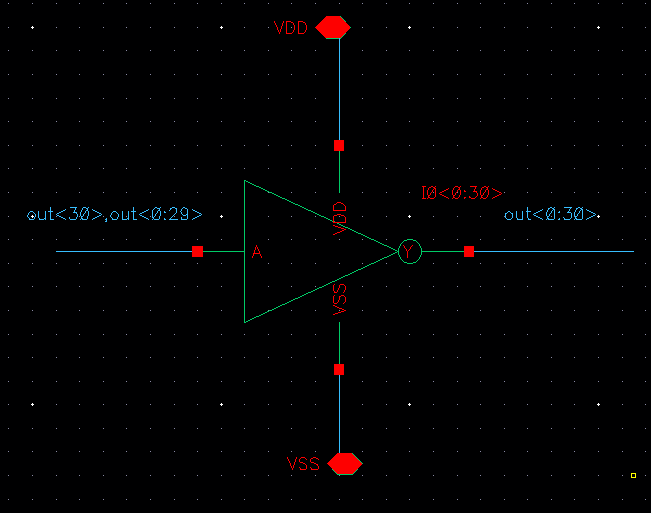 VDD
I0<0:30>
out<30>,out<0:29>
out<0:30>
VDD
A
Y
VSS
VSS